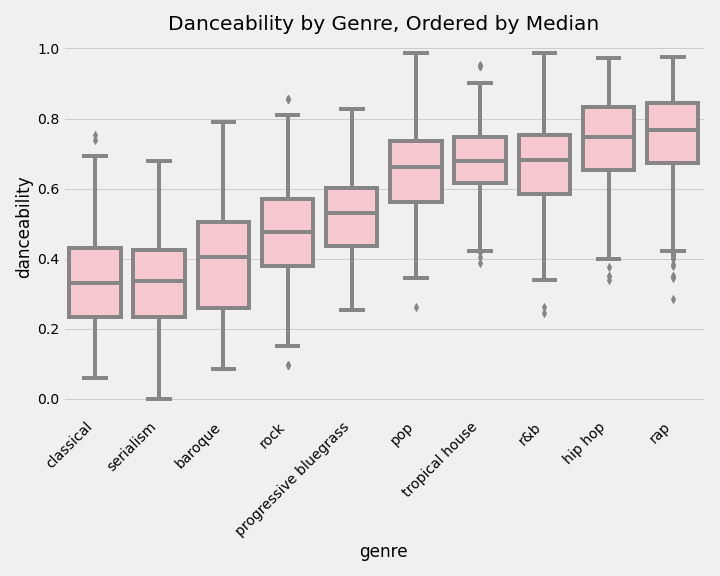 Danceability by Genre, Ordered by Median
danceability
1.0
0.8
0.6
0.4
0.2
0.0
classical
serialism
baroque
rock
progressive bluegrass
pop
tropical house
r&b
hip hop
rap
genre